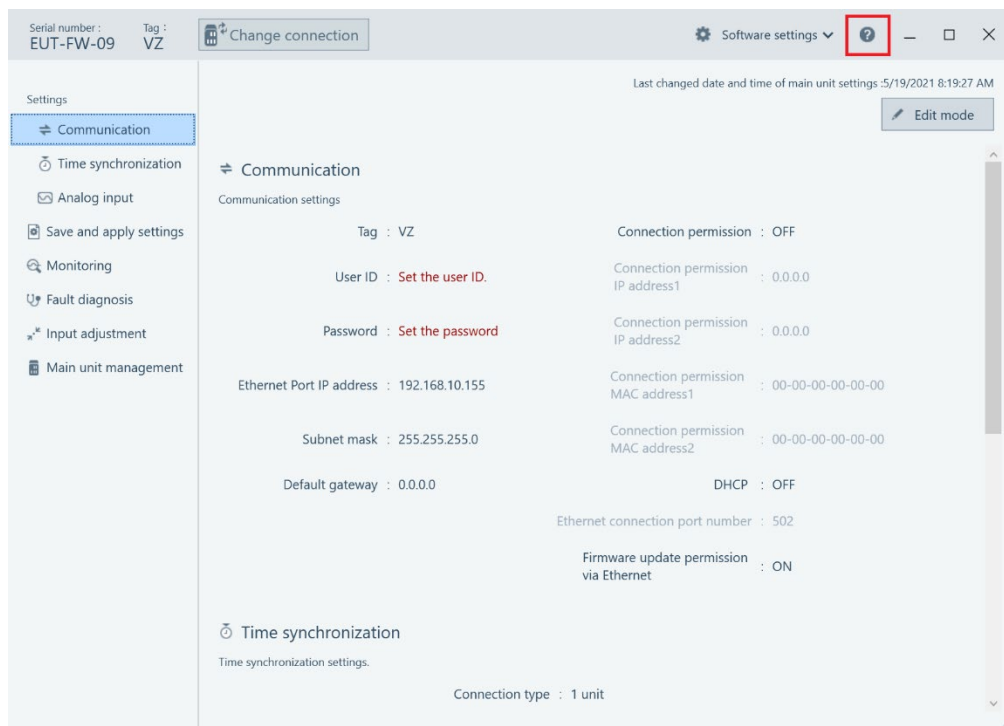 Serial number :
EUT-FW-09
Tag :
VZ
Change connection
Software settings
?
Last changed date and time of main unit settings :5/19/2021 8:19:27 AM
Edit mode
Settings
Communication
Time synchronization
Analog input
Save and apply settings
Monitoring
Fault diagnosis
Input adjustment
Main unit management
Communication
Communication settings
Tag : VZ
User ID : Set the user ID.
Password : Set the password
Ethernet Port IP address : 192.168.10.155
Subnet mask : 255.255.255.0
Default gateway : 0.0.0.0
Connection permission : OFF
Connection permission
IP address1 : 0.0.0.0
Connection permission
IP address2 : 0.0.0.0
Connection permission
MAC address1 : 00-00-00-00-00-00
Connection permission
MAC address2 : 00-00-00-00-00-00
DHCP : OFF
Ethernet connection port number : 502
Firmware update permission
via Ethernet : ON
Time synchronization
Time synchronization settings.
Connection type : 1 unit